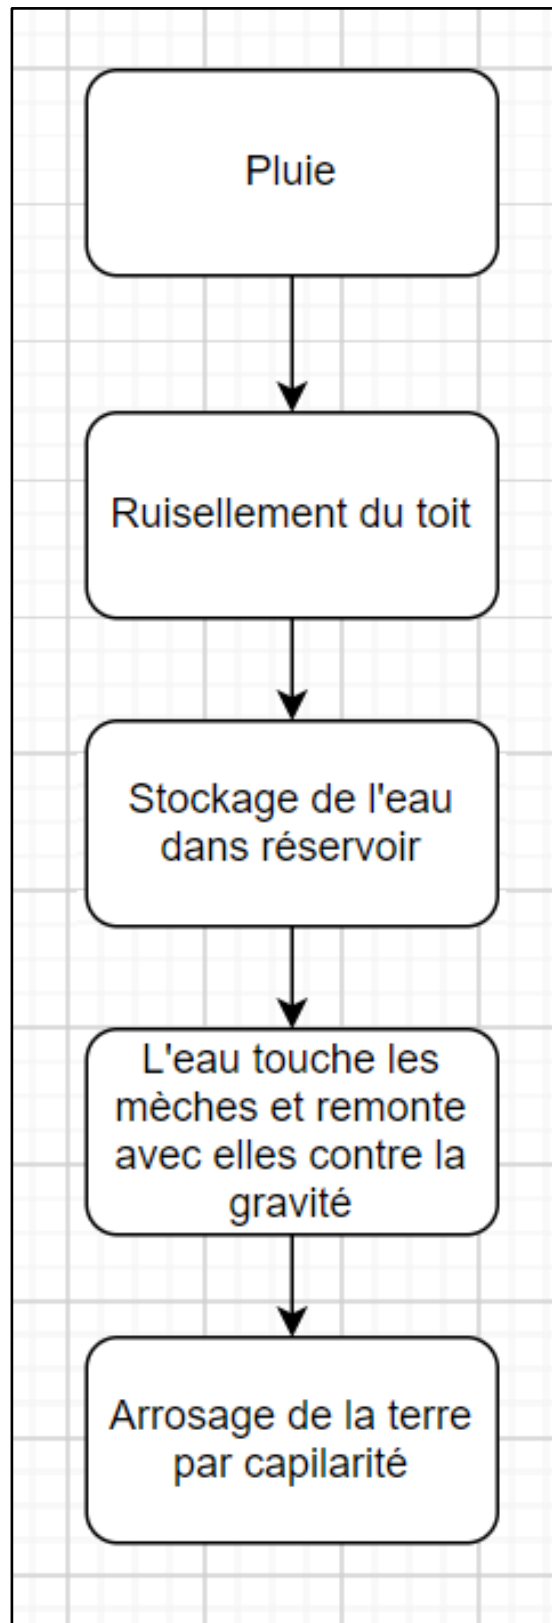 Pluie
Ruisellement du toit
Stockage de l'eau
dans réservoir
L'eau touche les
mèches et remonte
avec elles contre la
gravité
Arrosage de la terre
par capilarité